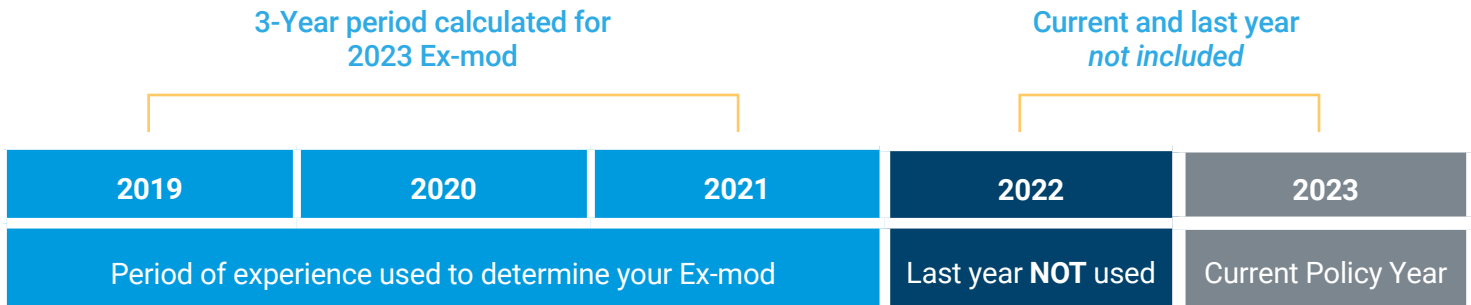 3-Year period calculated for
2023 Ex-mod
Current and last year
not included
2019
2020
2021
2022
2023
Period of experience used to determine your Ex-mod
Last year NOT used
Current Policy Year